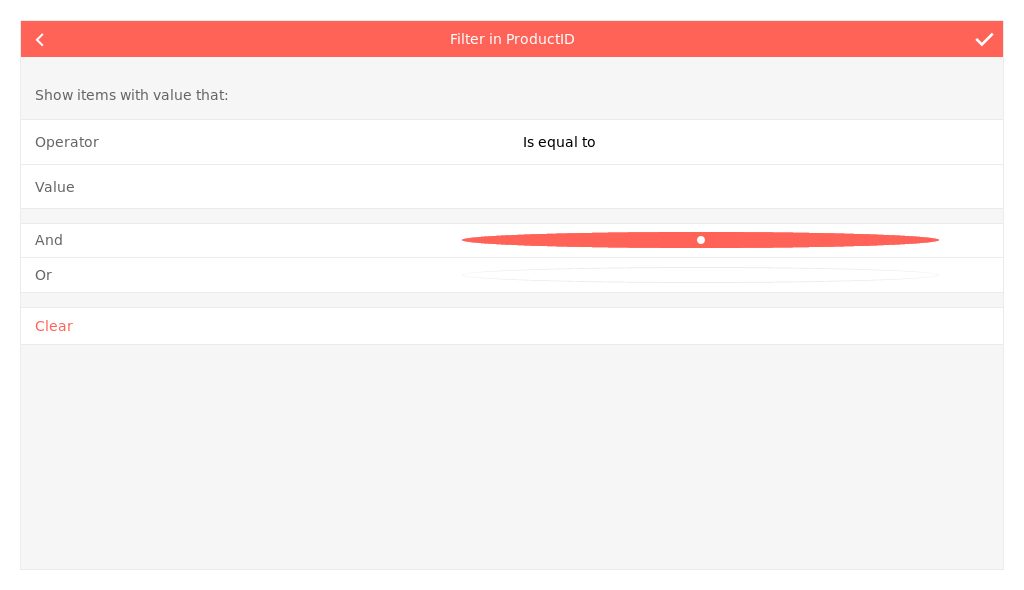 Filter in ProductID
Show items with value that:
Operator Is equal to
Value
And
Or
Clear